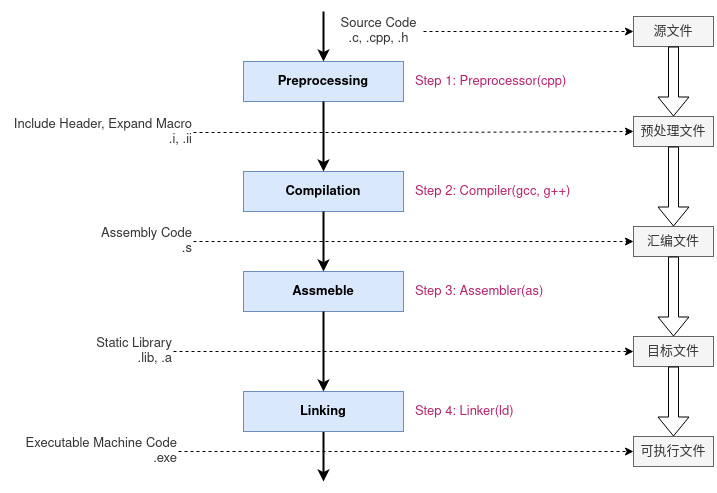 Source Code
.c, .cpp, .h
源文件
Preprocessing
Step 1: Preprocessor(cpp)
Include Header, Expand Macro
.i, .ii
预处理文件
Compilation
Step 2: Compiler(gcc, g++)
Assembly Code
.s
汇编文件
Assmeble
Step 3: Assembler(as)
Static Library
.lib, .a
目标文件
Linking
Step 4: Linker(ld)
Executable Machine Code
.exe
可执行文件